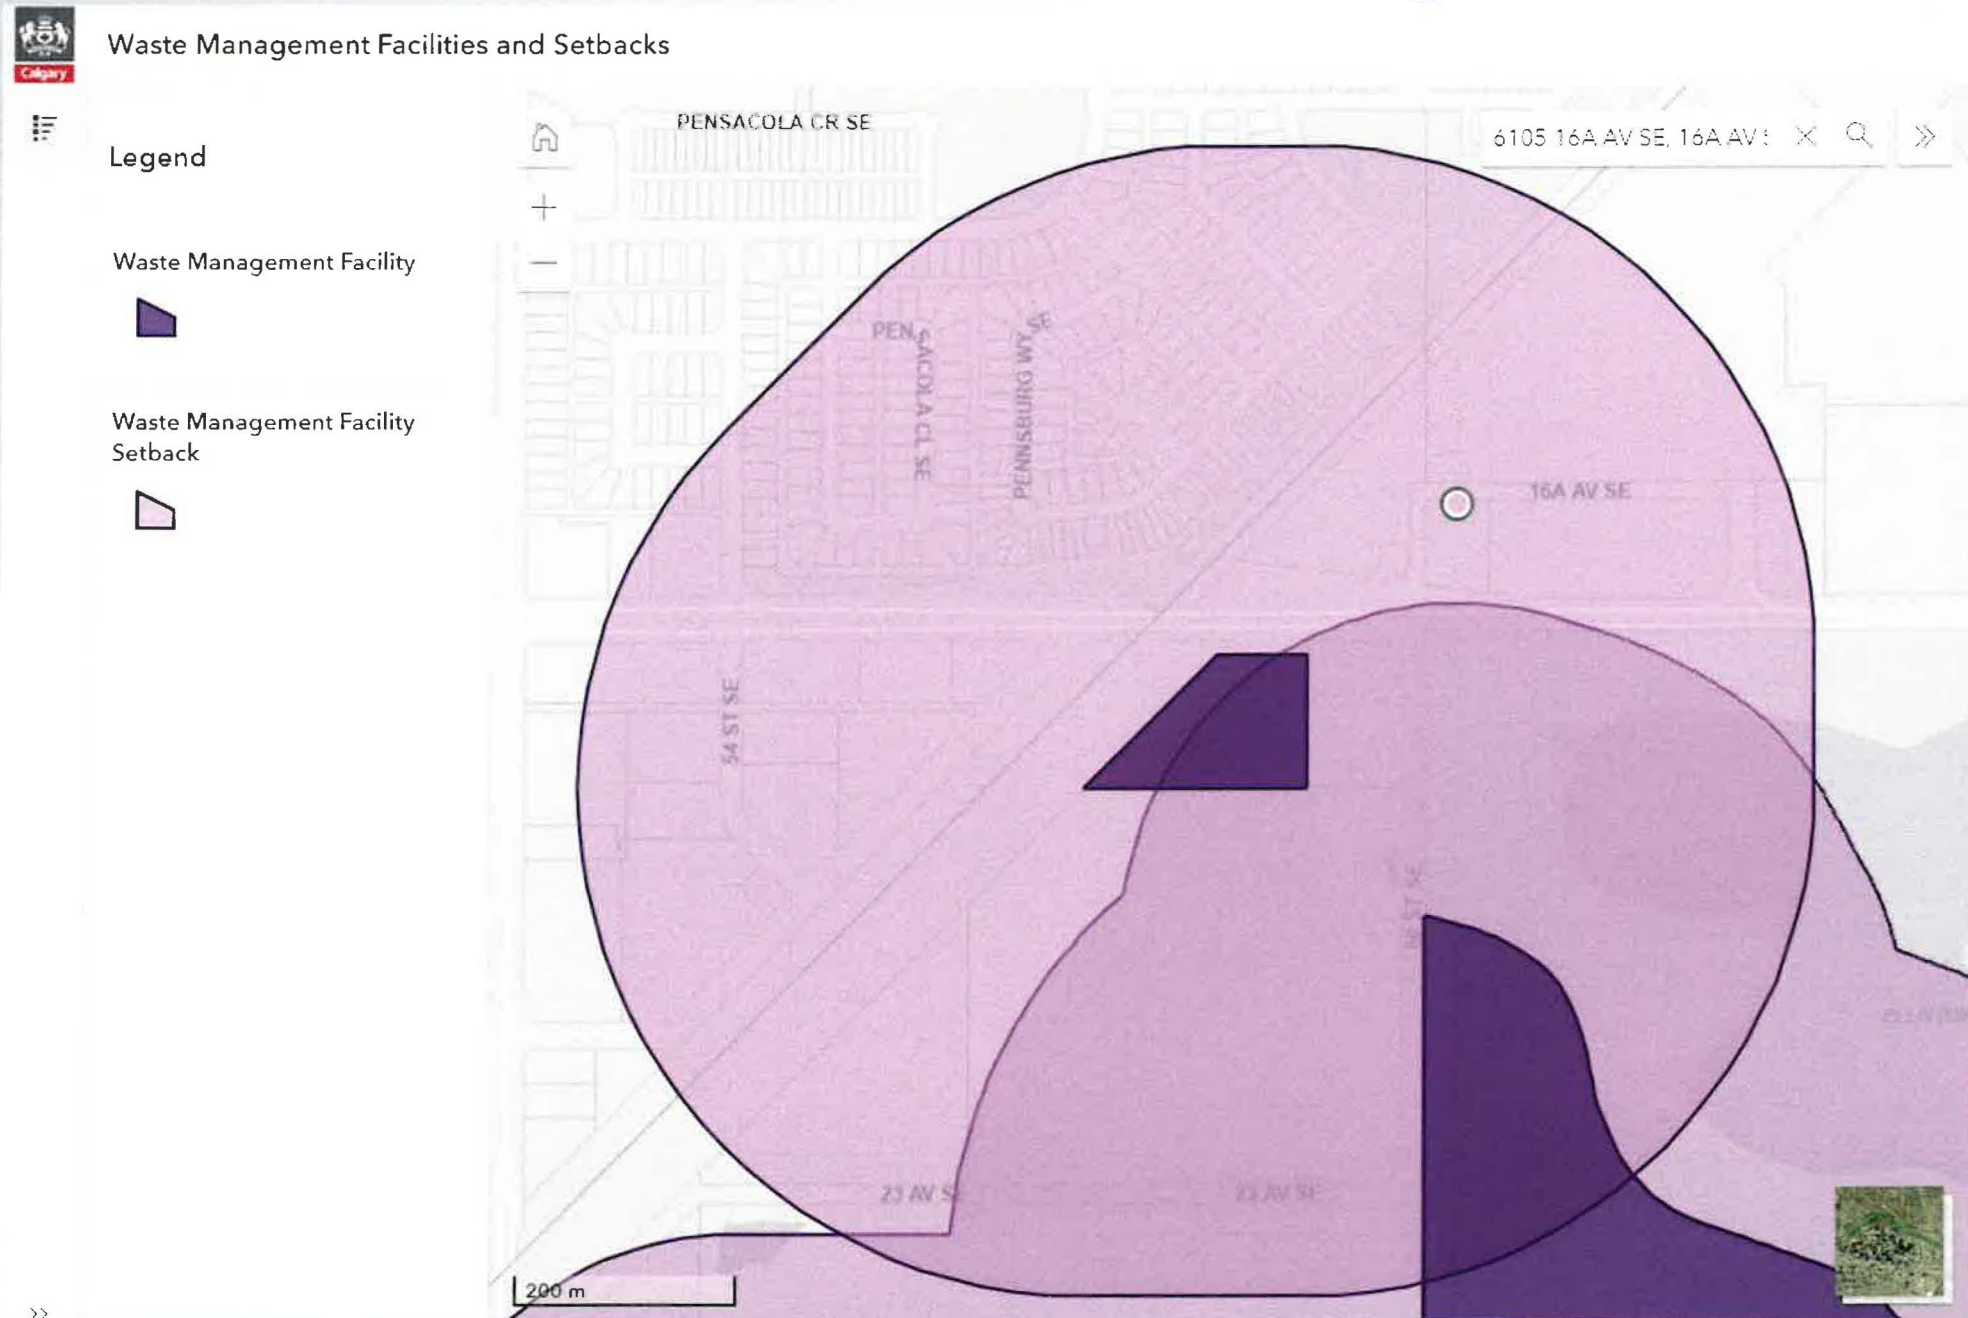 Calgary
Waste Management Facilities and Setbacks
Legend
Waste Management Facility
Waste Management Facility
Setback
PENSACOLA CR SE
6105 16A AV SE, 16A AV
PEN
SACOLA CL SE
PENNSBURG WY SE
16A AV SE
54 ST SE
ST SE
23 AV S
23 AV SE
200 m